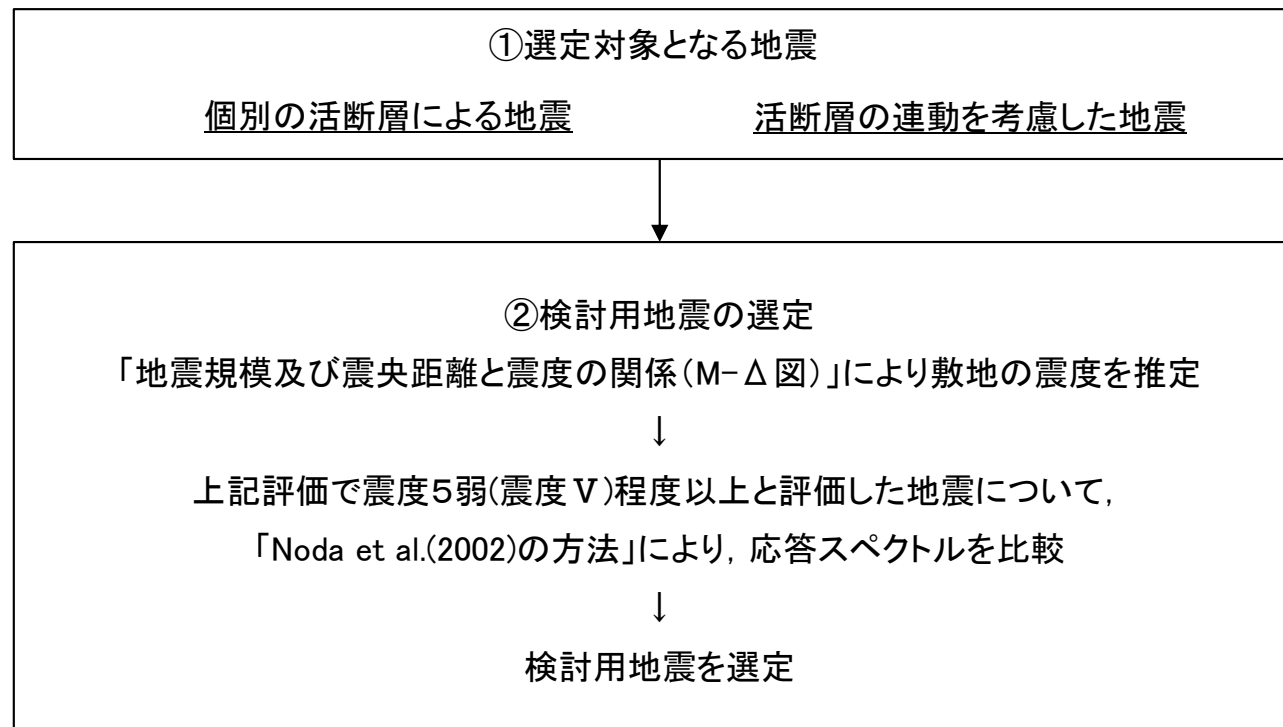 ①選定対象となる地震
個別の活断層による地震 活断層の連動を考慮した地震
②検討用地震の選定
「地震規模及び震央距離と震度の関係(M-Δ図)」により敷地の震度を推定
↓
上記評価で震度5弱(震度Ⅴ)程度以上と評価した地震について,
「Noda et al.(2002)の方法」により, 応答スペクトルを比較
↓
検討用地震を選定